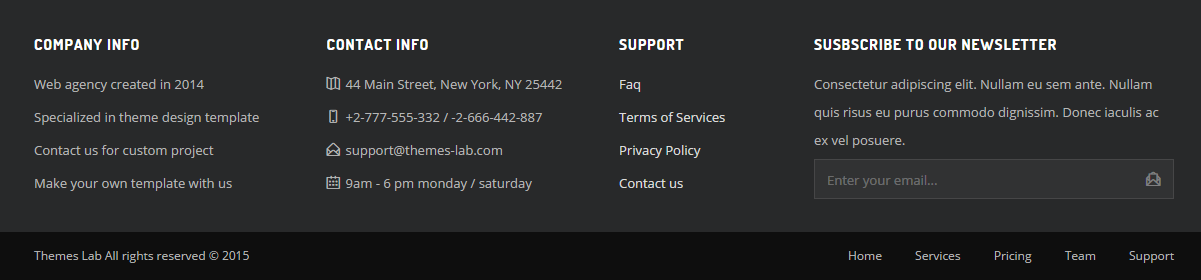 COMPANY INFO
Web agency created in 2014
Specialized in theme design template
Contact us for custom project
Make your own template with us
CONTACT INFO
44 Main Street, New York, NY 25442
+2-777-555-332 / -2-666-442-887
support@themes-lab.com
9am - 6 pm monday / saturday
SUPPORT
Faq
Terms of Services
Privacy Policy
Contact us
SUSBSCRIBE TO OUR NEWSLETTER
Consectetur adipiscing elit. Nullam eu sem ante. Nullam
quis risus eu purus commodo dignissim. Donec iaculis ac
ex vel posuere.
Enter your email...
Themes Lab All rights reserved © 2015
Home Services Pricing Team Support